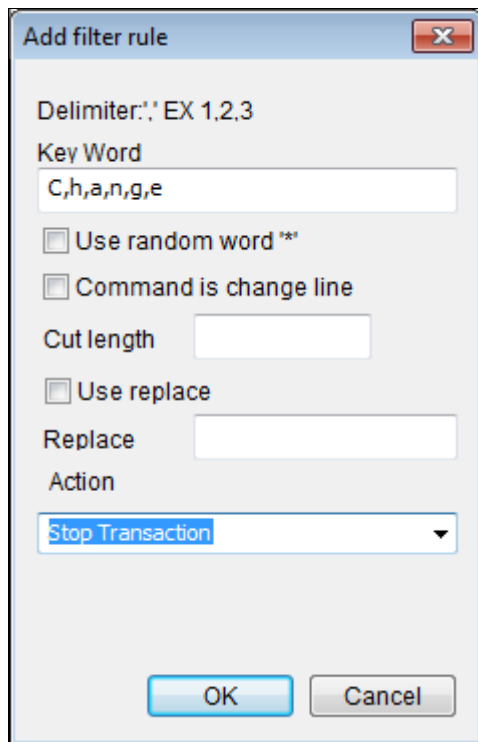 Add filter rule
Delimiter:',' EX 1,2,3
Key Word
C,h,a,n,g,e
Use random word '*'
Command is change line
Cut length
Use replace
Replace
Action
Stop Transaction
OK Cancel